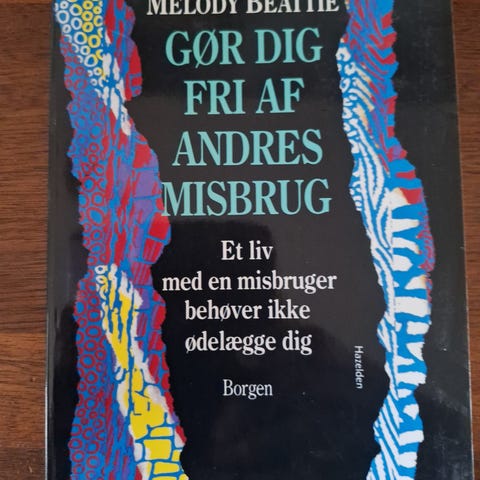 MELODY BEATTIE
GØR DIG
FRI AF
ANDRES
MISBRUG
Et liv
med en misbruger
behøver ikke
ødelægge dig
Hazelden
Borgen